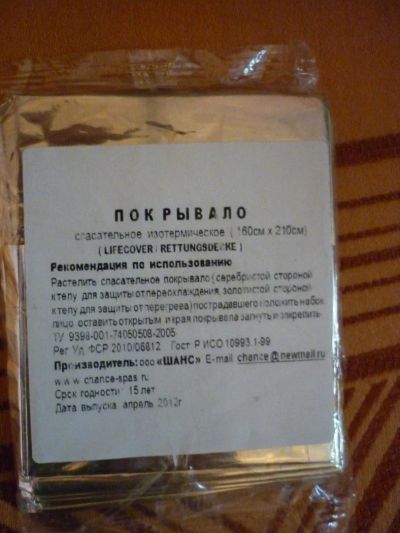 ПОКРЫВАЛО
спасательное изотермическое ( 160см х 210см)
( LIFECOVER / RETTUNGSDECKE )
Рекомендация по использованию
Растелить спасательное покрывало ( серебристой стороной
к телу для защиты от переохлаждения, золотистой стороной
к телу для защиты от перегрева) пострадавшего положить на бок,
лицо оставить открытым и края покрывала загнуть и закрепить
ТУ 9398-001-74050508-2005
Рег Уд ФСР 2010/06812 Гост Р ИСО 10993.1-99
Производитель: ооо «ШАНС» E-mail chance@newmail.ru
www. chance-spas ru
Срок годности: 15 лет
Дата выпуска апрель 2012г